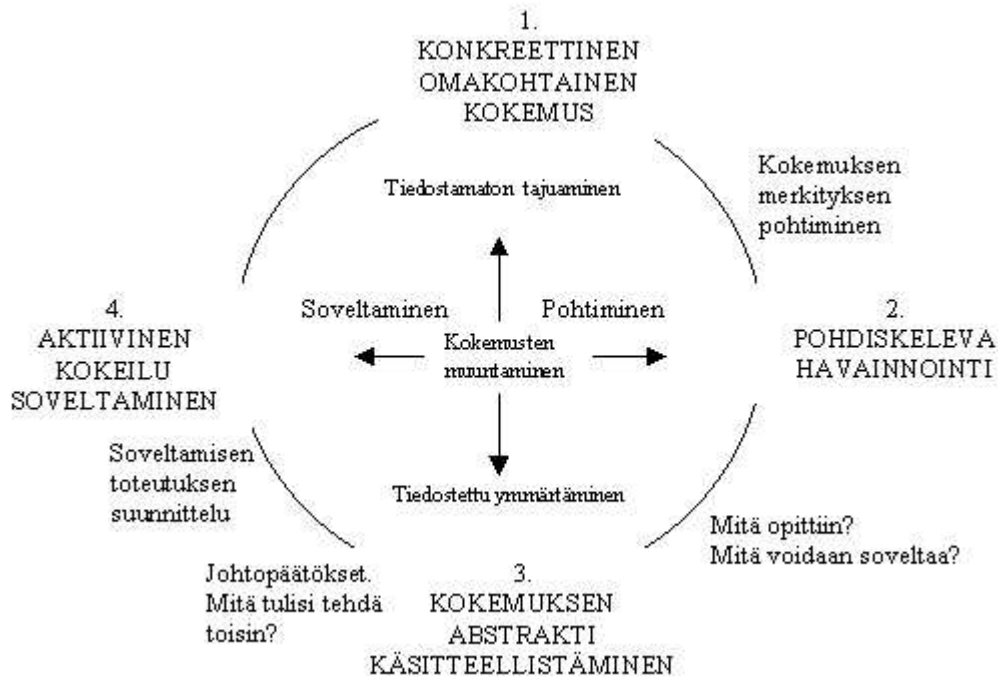 1.
KONKREETTINEN
OMAKOHTAINEN
KOKEMUS
Kokemuksen
merkityksen
pohtiminen
Tiedostamaton tajuaminen
Soveltaminen
Pohtiminen
4.
AKTIIVINEN
KOKEILU
SOVELTAMINEN
Kokemusten
muuntaminen
2.
POHDISKELEVA
HAVAINNOINTI
Soveltamisen
toteutuksen
suunnittelu
Tiedostettu ymmärtäminen
Mitä opittiin?
Mitä voidaan soveltaa?
Johtopäätökset.
Mitä tulisi tehdä
toisin?
3.
KOKEMUKSEN
ABSTRAKTI
KÄSITTEELLISTÄMINEN